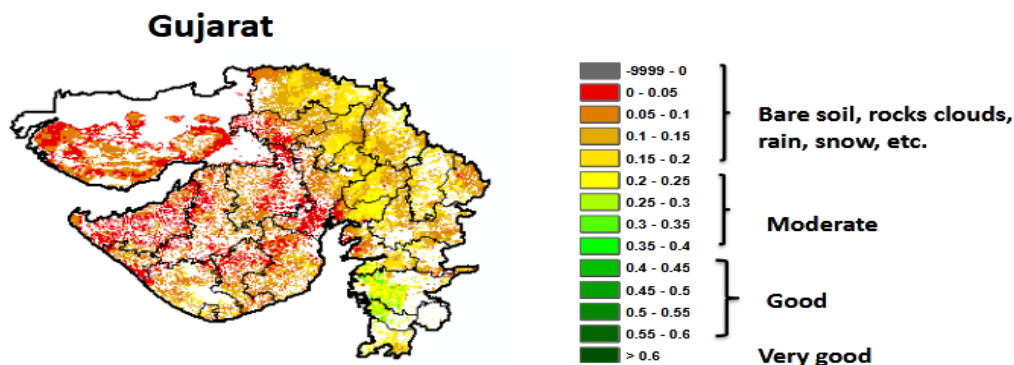 Gujarat
-9999 - 0
0 - 0.05
0.05 - 0.1
0.1 - 0.15
0.15 - 0.2
0.2 - 0.25
0.25 - 0.3
0.3 - 0.35
0.35 - 0.4
0.4 - 0.45
0.45 - 0.5
0.5 - 0.55
0.55 - 0.6
> 0.6
Bare soil, rocks clouds,
rain, snow, etc.
Moderate
Good
Very good